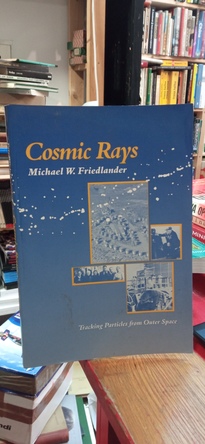 Cosmic Rays
Michael W. Friedlander
Tracking Particles from Outer Space